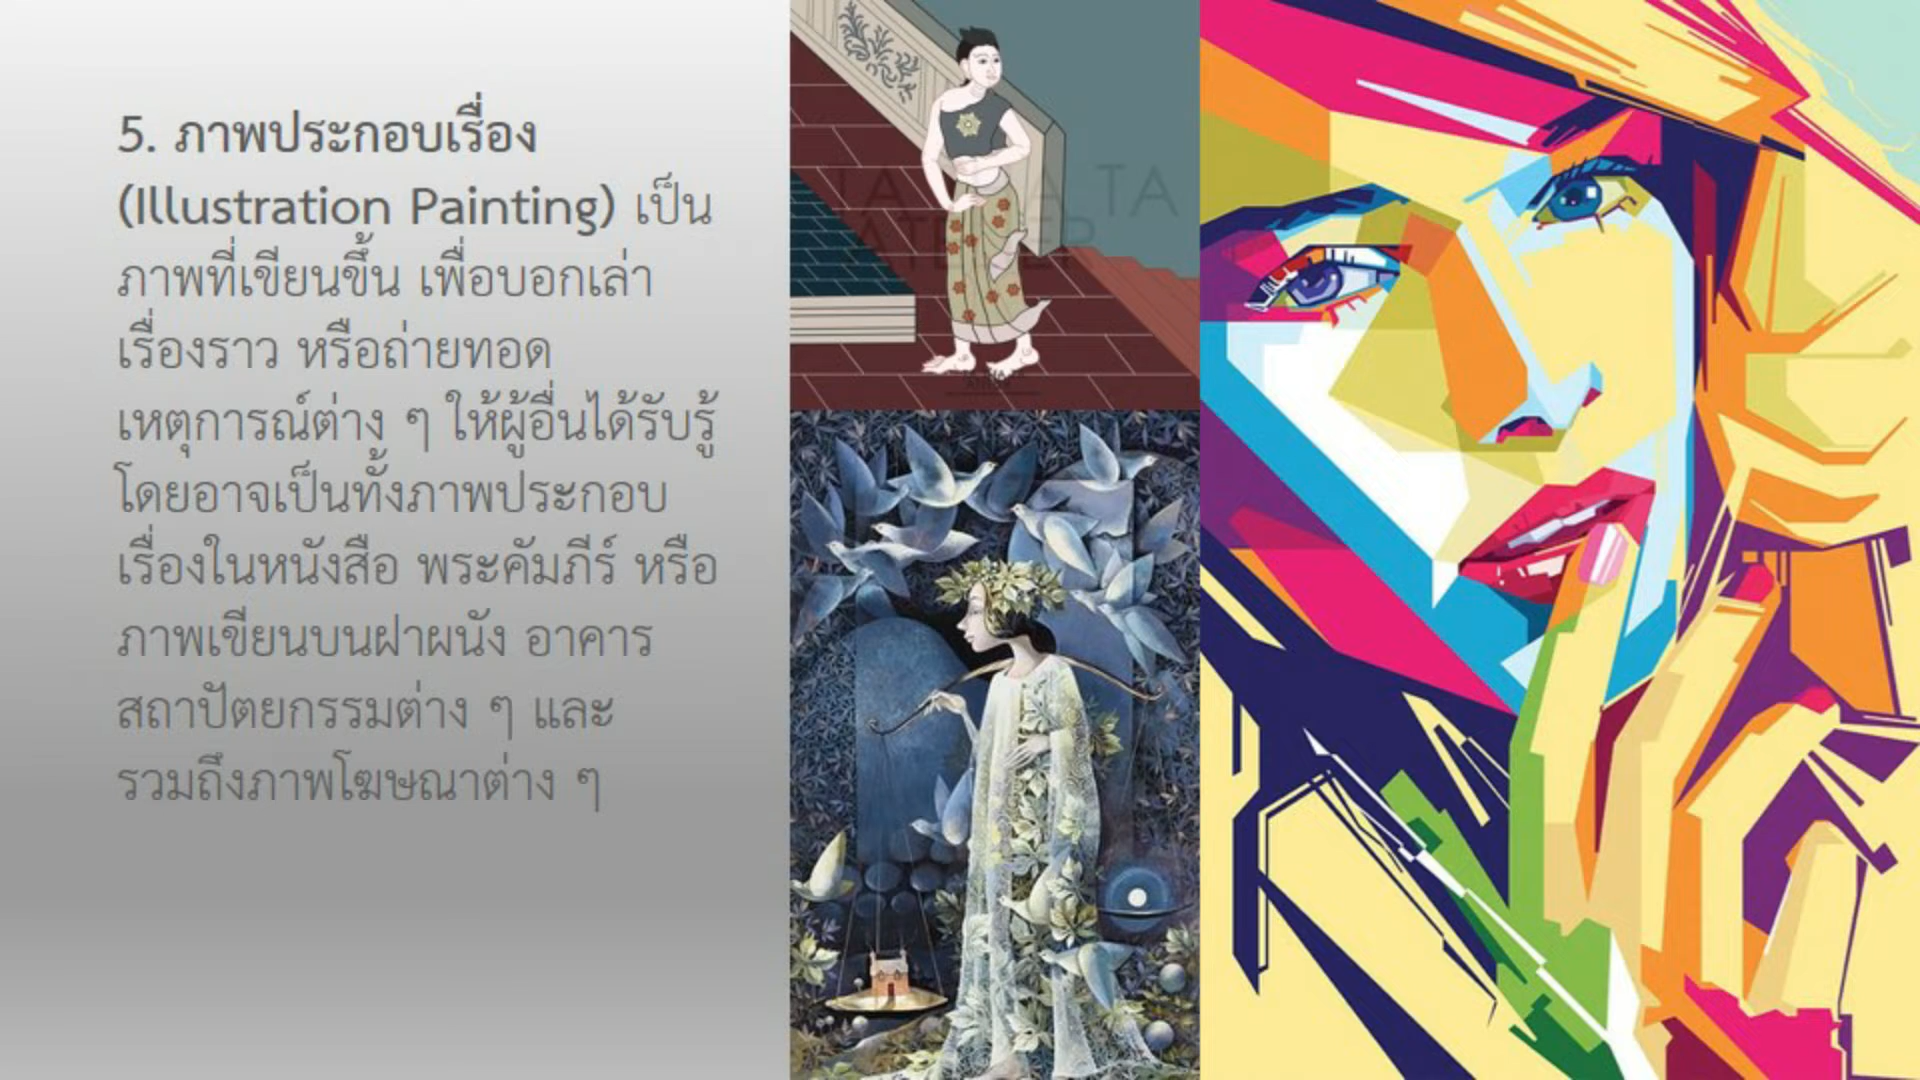 5. ภาพประกอบเรื่อง
(Illustration Painting) เป็น
ภาพที่เขียนขึ้น เพื่อบอกเล่า
เรื่องราว หรือถ่ายทอด
เหตุการณ์ต่าง ๆ ให้ผู้อื่นได้รับรู้
โดยอาจเป็นทั้งภาพประกอบ
เรื่องในหนังสือ พระคัมภีร์ หรือ
ภาพเขียนบนฝาผนัง อาคาร
สถาปัตยกรรมต่าง ๆ และ
รวมถึงภาพโฆษณาต่าง ๆ